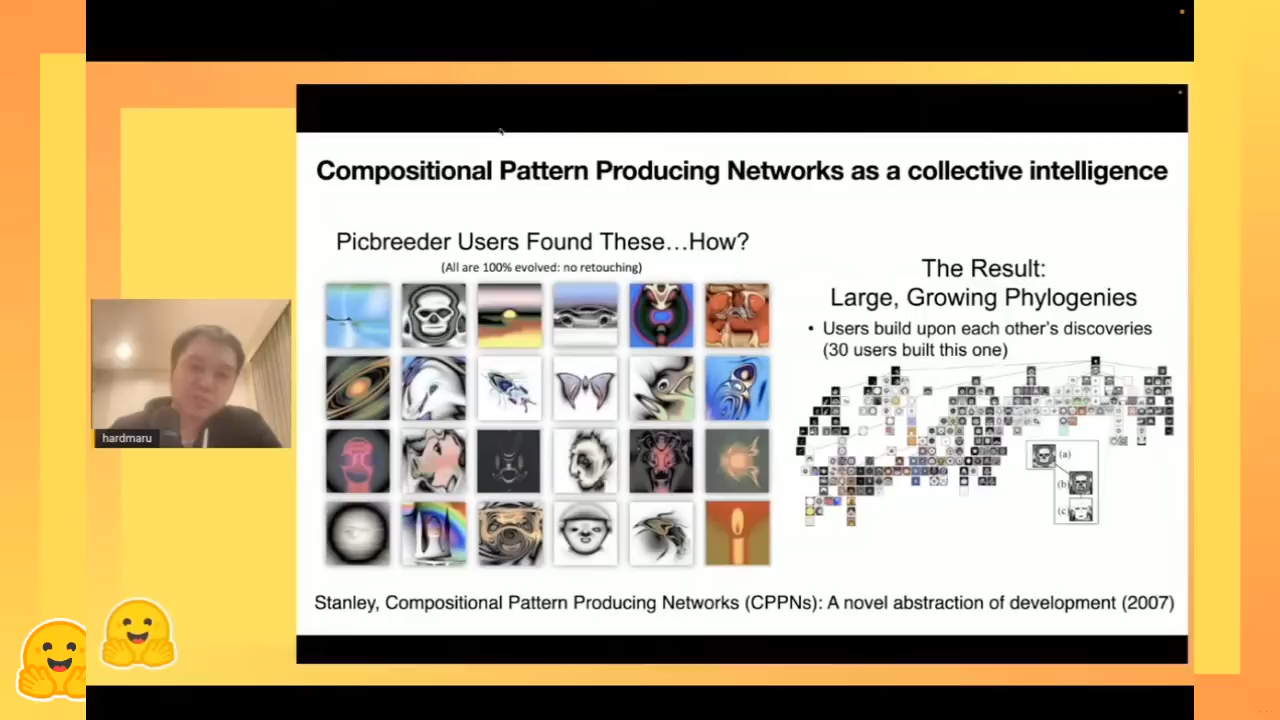 Compositional Pattern Producing Networks as a collective intelligence
Picbreeder Users Found These...How?
(All are 100% evolved: no retouching)
The Result:
Large, Growing Phylogenies
• Users build upon each other's discoveries
(30 users built this one)
(a)
(b)
(c)
hardmaru
Stanley, Compositional Pattern Producing Networks (CPPNs): A novel abstraction of development (2007)